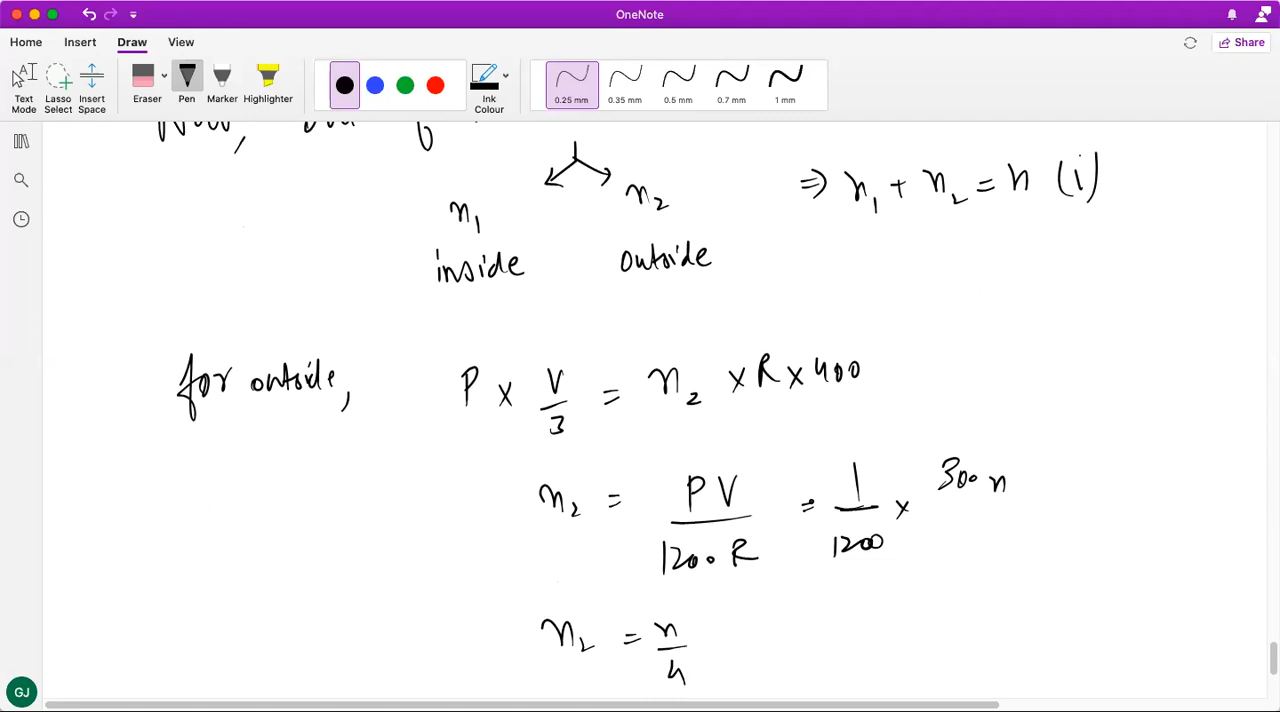 OneNote
Home Insert Draw View
Share
Text Mode
Lasso Select
Insert Space
Eraser
Pen
Marker
Highlighter
Ink Colour
0.25 mm 0.35 mm 0.5 mm 0.7 mm 1 mm
n₁ n₂ ⇒ n₁ + n₂ = n (i)
inside outside
for outside, P × V/3 = n₂ × R × 400
n₂ = PV/1200 R = 1/1200 × 300 n
n₂ = n/4
GJ